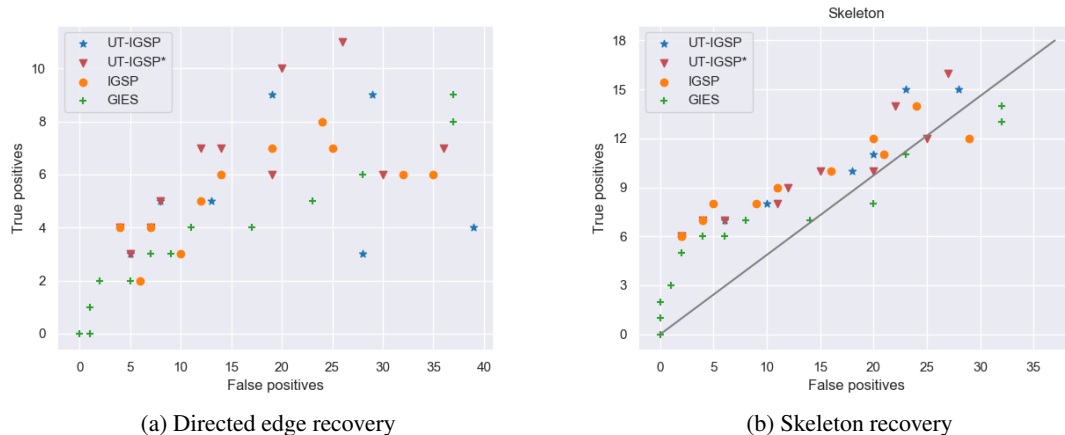 UT-IGSP
UT-IGSP*
IGSP
GIES
10
8
6
4
2
0
True positives
0 5 10 15 20 25 30 35 40
False positives
(a) Directed edge recovery
Skeleton
UT-IGSP
UT-IGSP*
IGSP
GIES
18
15
12
9
6
3
0
True positives
0 5 10 15 20 25 30 35
False positives
(b) Skeleton recovery